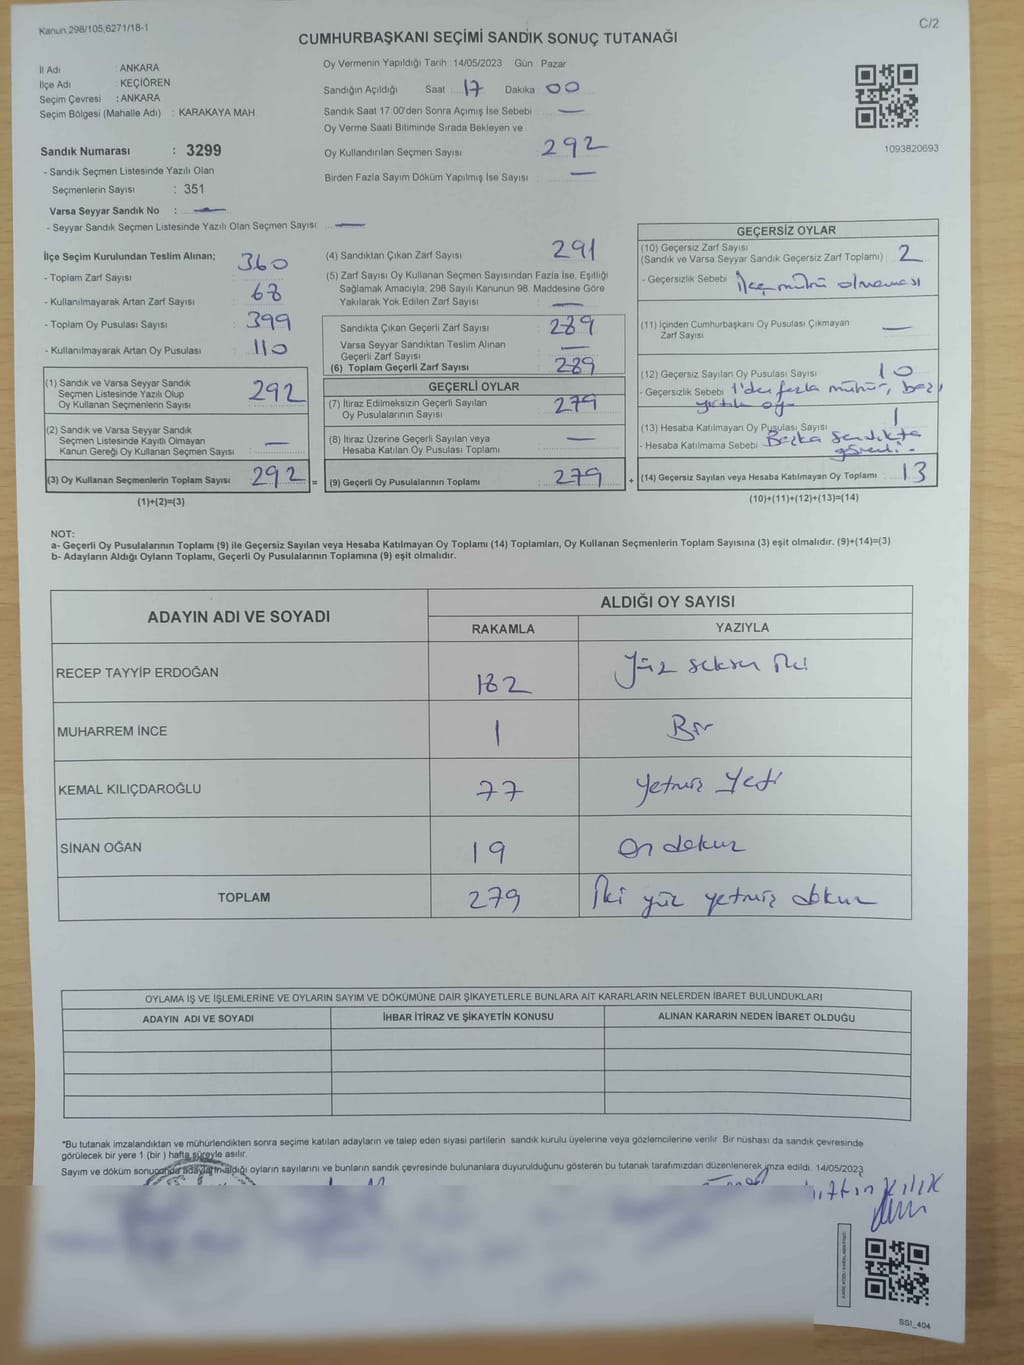 Kanun.298/105,6271/18-1
C/2
CUMHURBAŞKANI SEÇİMİ SANDIK SONUÇ TUTANAĞI
İl Adı : ANKARA
İlçe Adı : KEÇİÖREN
Seçim Çevresi : ANKARA
Seçim Bölgesi (Mahalle Adı) : KARAKAYA MAH.
Oy Vermenin Yapıldığı Tarih : 14/05/2023 Gün : Pazar
Sandığın Açıldığı Saat 17 Dakika 00
Sandık Saat 17:00'den Sonra Açımış İse Sebebi : —
Oy Verme Saati Bitiminde Sırada Bekleyen ve
Oy Kullandırılan Seçmen Sayısı 292
Birden Fazla Sayım Döküm Yapılmış İse Sayısı : —
1093820693
Sandık Numarası : 3299
- Sandık Seçmen Listesinde Yazılı Olan
Seçmenlerin Sayısı : 351
Varsa Seyyar Sandık No : —
- Seyyar Sandık Seçmen Listesinde Yazılı Olan Seçmen Sayısı: —
İlçe Seçim Kurulundan Teslim Alınan;
- Toplam Zarf Sayısı : 360
- Kullanılmayarak Artan Zarf Sayısı : 68
- Toplam Oy Pusulası Sayısı : 399
- Kullanılmayarak Artan Oy Pusulası : 110
(1) Sandık ve Varsa Seyyar Sandık
Seçmen Listesinde Yazılı Olup
Oy Kullanan Seçmenlerin Sayısı : 292
(2) Sandık ve Varsa Seyyar Sandık
Seçmen Listesinde Kayıtlı Olmayan
Kanun Gereği Oy Kullanan Seçmen Sayısı : —
(3) Oy Kullanan Seçmenlerin Toplam Sayısı : 292 =
(1)+(2)=(3)
(4) Sandıktan Çıkan Zarf Sayısı : 291
(5) Zarf Sayısı Oy Kullanan Seçmen Sayısından Fazla İse, Eşitliği
Sağlamak Amacıyla, 298 Sayılı Kanunun 98. Maddesine Göre
Yakılarak Yok Edilen Zarf Sayısı : —
Sandıkta Çıkan Geçerli Zarf Sayısı : 289
Varsa Seyyar Sandıktan Teslim Alınan
Geçerli Zarf Sayısı : —
(6) Toplam Geçerli Zarf Sayısı : 289
GEÇERLİ OYLAR
(7) İtiraz Edilmeksizin Geçerli Sayılan
Oy Pusulalarının Sayısı : 279
(8) İtiraz Üzerine Geçerli Sayılan veya
Hesaba Katılan Oy Pusulası Toplamı : —
(9) Geçerli Oy Pusulalarının Toplamı : 279 +
GEÇERSİZ OYLAR
(10) Geçersiz Zarf Sayısı 2
(Sandık ve Varsa Seyyar Sandık Geçersiz Zarf Toplamı)
- Geçersizlik Sebebi : İlçe mührü olmaması
(11) İçinden Cumhurbaşkanı Oy Pusulası Çıkmayan
Zarf Sayısı —
(12) Geçersiz Sayılan Oy Pusulası Sayısı 10
- Geçersizlik Sebebi 1'den fazla mühür, bazı
yırtık oy
(13) Hesaba Katılmayan Oy Pusulası Sayısı 1
- Hesaba Katılmama Sebebi Başka sandıkta
(14) Geçersiz Sayılan veya Hesaba Katılmayan Oy Toplamı 13
(10)+(11)+(12)+(13)=(14)
NOT:
a- Geçerli Oy Pusulalarının Toplamı (9) ile Geçersiz Sayılan veya Hesaba Katılmayan Oy Toplamı (14) Toplamları, Oy Kullanan Seçmenlerin Toplam Sayısına (3) eşit olmalıdır. (9)+(14)=(3)
b- Adayların Aldığı Oyların Toplamı, Geçerli Oy Pusulalarının Toplamına (9) eşit olmalıdır.
ADAYIN ADI VE SOYADI ALDIĞI OY SAYISI
RAKAMLA YAZIYLA
RECEP TAYYİP ERDOĞAN 182 Yüz seksen iki
MUHARREM İNCE 1 Bir
KEMAL KILIÇDAROĞLU 77 Yetmiş Yedi
SİNAN OĞAN 19 On dokuz
TOPLAM 279 İki yüz yetmiş dokuz
OYLAMA İŞ VE İŞLEMLERİNE VE OYLARIN SAYIM VE DÖKÜMÜNE DAİR ŞİKAYETLERLE BUNLARA AİT KARARLARIN NELERDEN İBARET BULUNDUKLARI
ADAYIN ADI VE SOYADI İHBAR İTİRAZ VE ŞİKAYETİN KONUSU ALINAN KARARIN NEDEN İBARET OLDUĞU
*Bu tutanak imzalandıktan ve mühürlendikten sonra seçime katılan adayların ve talep eden siyasi partilerin sandık kurulu üyelerine veya gözlemcilerine verilir. Bir nüshası da sandık çevresinde
görülecek bir yere 1 (bir ) hafta süreyle asılır.
Sayım ve döküm sonucunda adayların aldığı oyların sayılarını ve bunların sandık çevresinde bulunanlara duyurulduğunu gösteren bu tutanak tarafımızdan düzenlenerek imza edildi. 14/05/2023
SSI_404